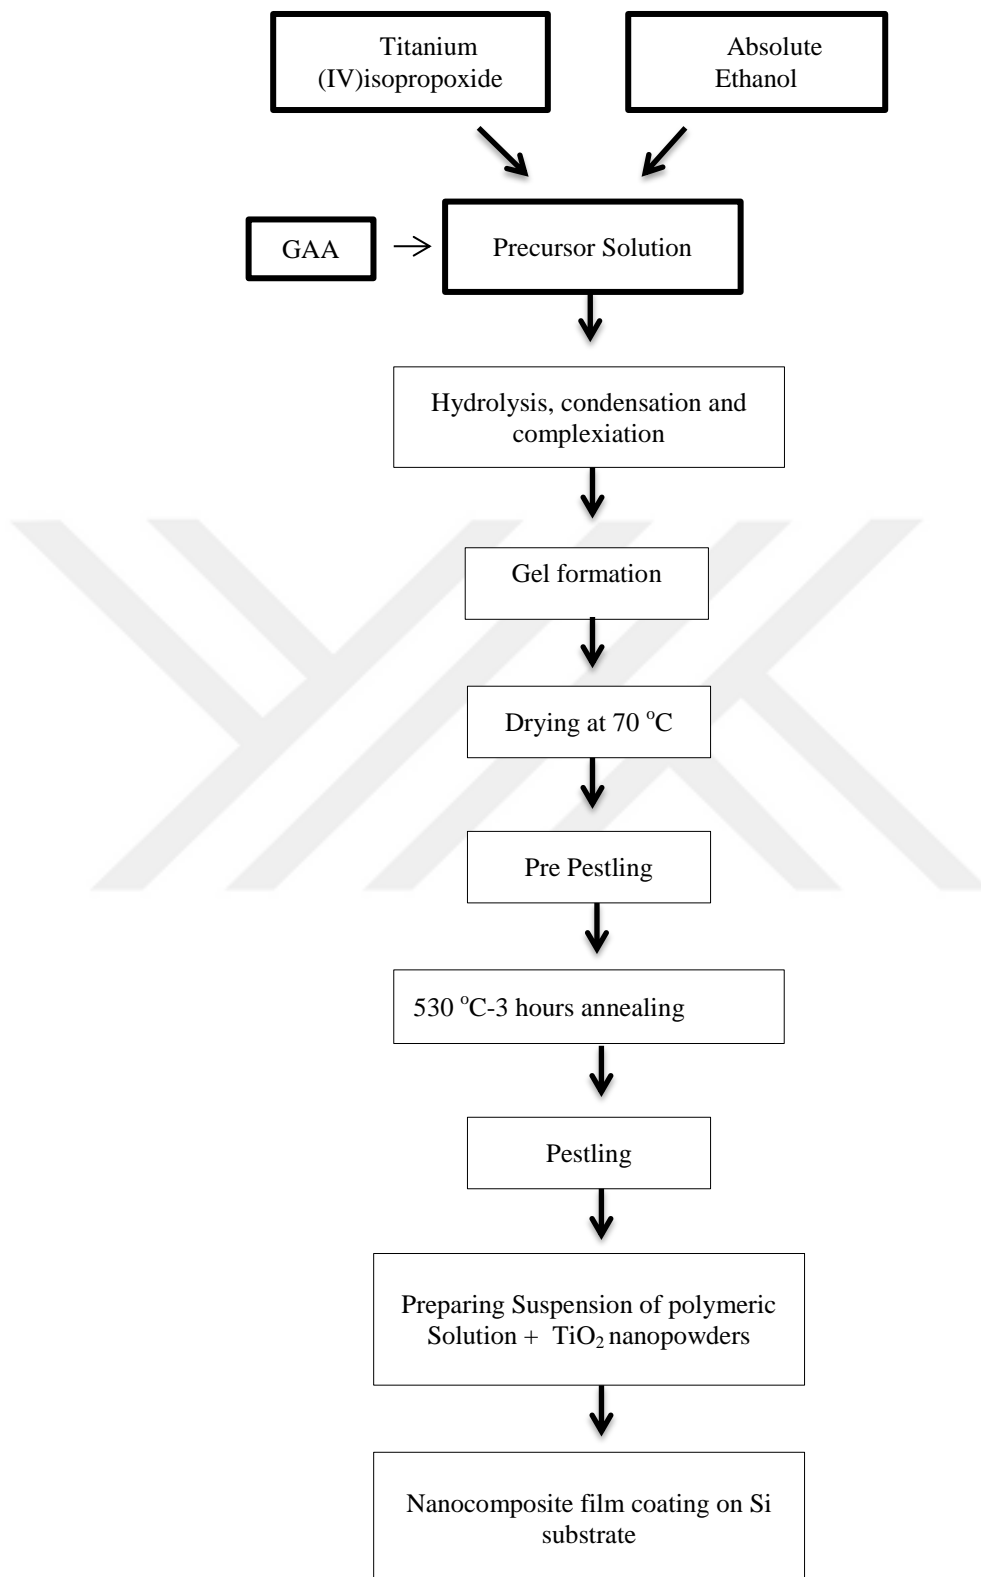 Titanium
(IV)isopropoxide
Absolute
Ethanol
GAA
Precursor Solution
Hydrolysis, condensation and
complexiation
Gel formation
Drying at 70 °C
Pre Pestling
530 °C-3 hours annealing
Pestling
Preparing Suspension of polymeric
Solution + TiO₂ nanopowders
Nanocomposite film coating on Si
substrate